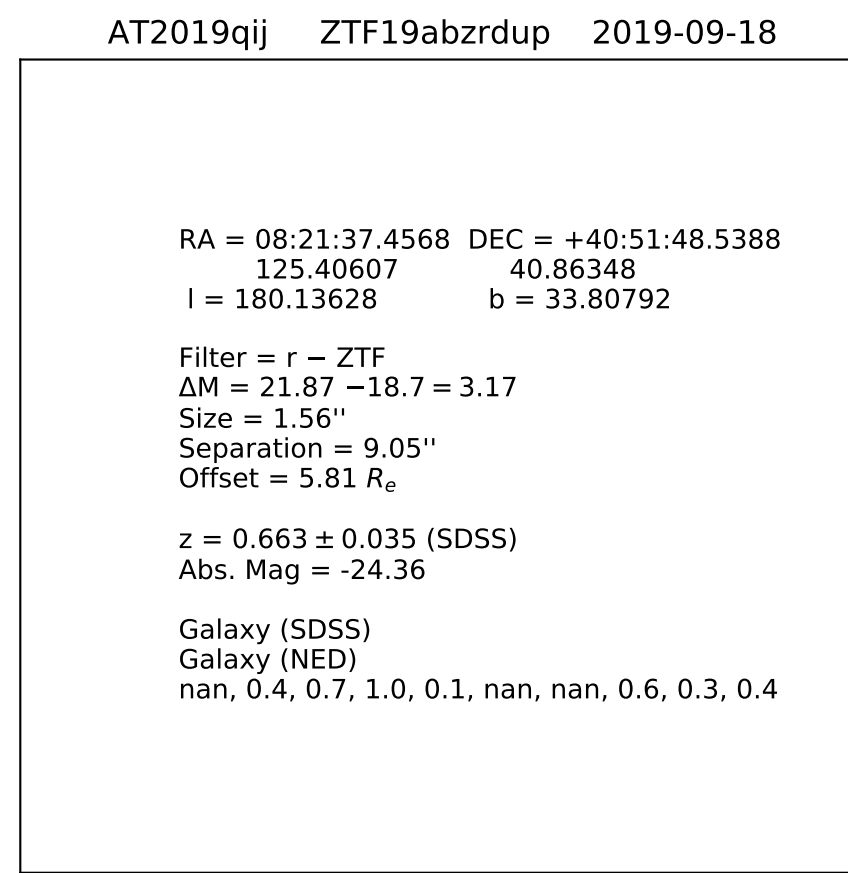 AT2019qij ZTF19abzrdup 2019-09-18
RA = 08:21:37.4568 DEC = +40:51:48.5388
125.40607 40.86348
l = 180.13628 b = 33.80792
Filter = r − ZTF
ΔM = 21.87 −18.7 = 3.17
Size = 1.56''
Separation = 9.05''
Offset = 5.81 Re
z = 0.663 ± 0.035 (SDSS)
Abs. Mag = -24.36
Galaxy (SDSS)
Galaxy (NED)
nan, 0.4, 0.7, 1.0, 0.1, nan, nan, 0.6, 0.3, 0.4